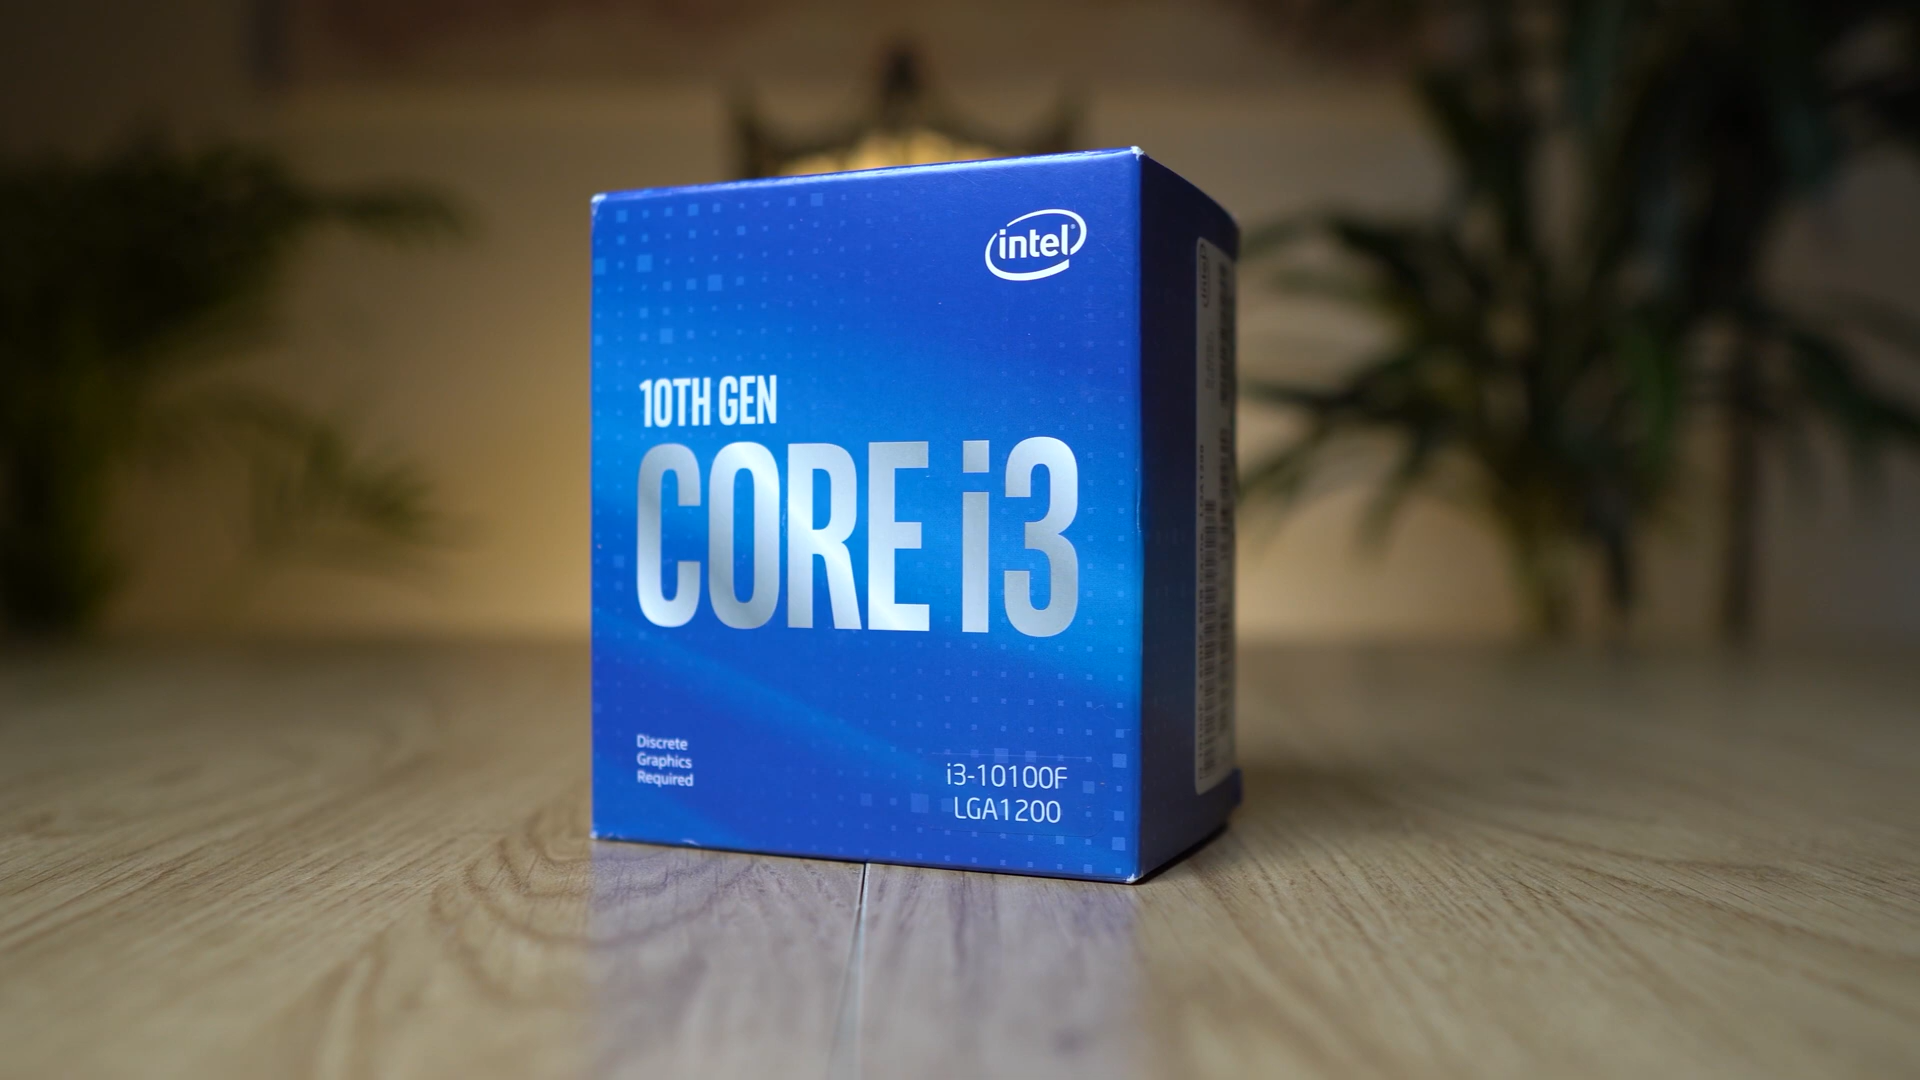 intel
10TH GEN
CORE i3
Discrete
Graphics
Required
i3-10100F
LGA1200